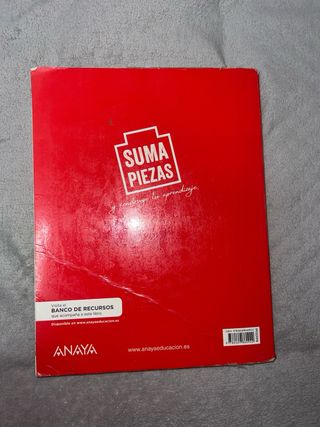 SUMA
PIEZAS
y construye tu aprendizaje.
Visita el
BANCO DE RECURSOS
que acompaña a este libro
Disponible en www.anayaeducacion.es
ANAYA
www.anayaeducacion.es